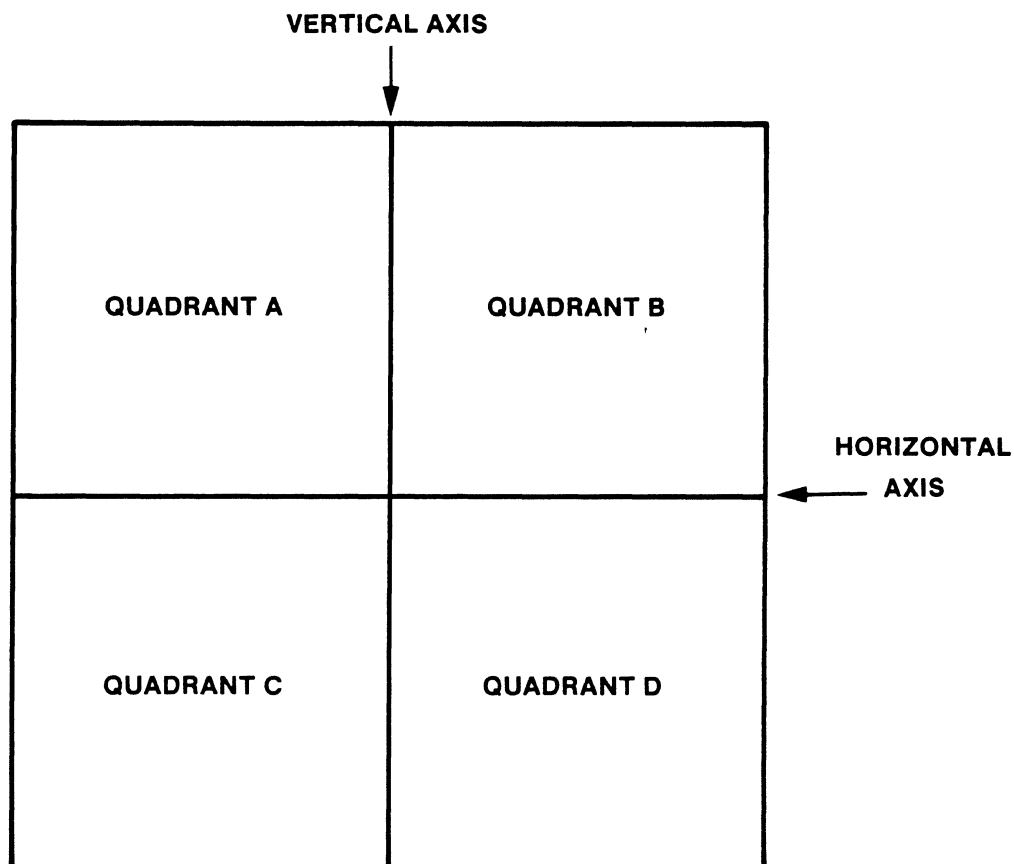 VERTICAL AXIS
QUADRANT A
QUADRANT B
HORIZONTAL
AXIS
QUADRANT C
QUADRANT D